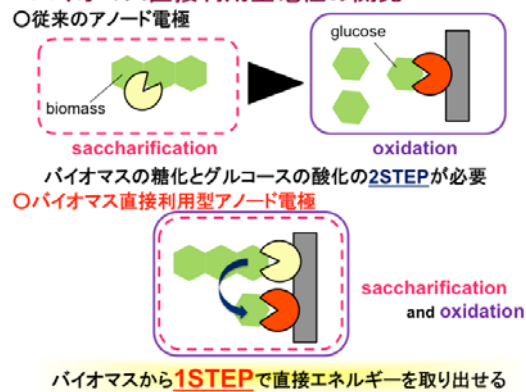 〇従来のアノード電極
glucose
biomass
saccharification
oxidation
バイオマスの糖化とグルコースの酸化の2STEPが必要
〇バイオマス直接利用型アノード電極
saccharification
and oxidation
バイオマスから1STEPで直接エネルギーを取り出せる